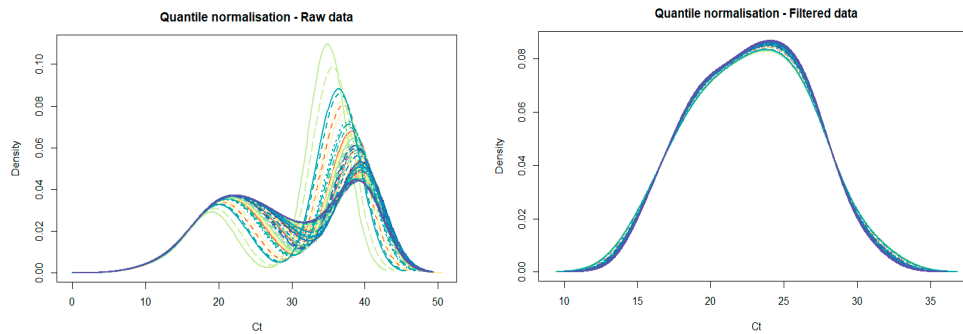 Quantile normalisation - Raw data
Density
0.00 0.02 0.04 0.06 0.08 0.10
0 10 20 30 40 50
Ct
Quantile normalisation - Filtered data
Density
0.00 0.02 0.04 0.06 0.08
10 15 20 25 30 35
Ct